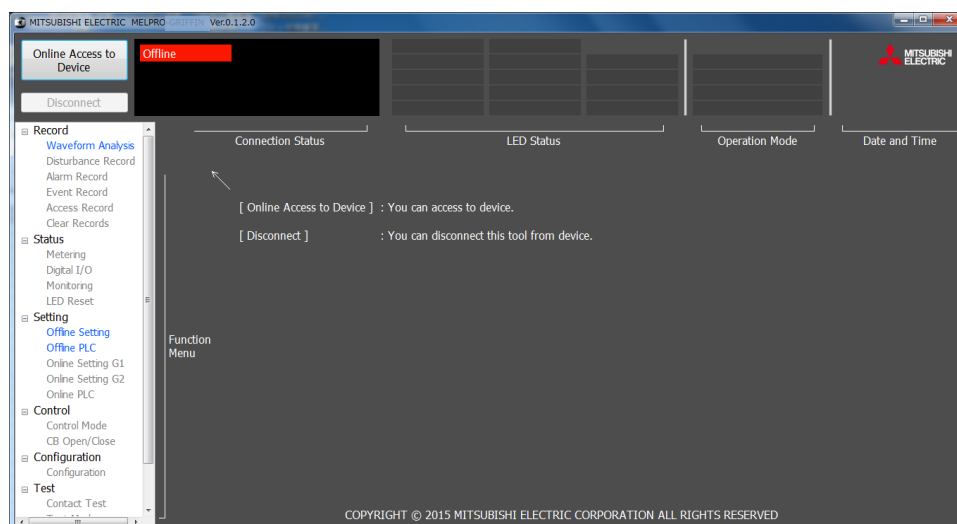 MITSUBISHI ELECTRIC MELPRO GRIFFIN Ver.0.1.2.0
Online Access to
Device
Offline
MITSUBISHI
ELECTRIC
Disconnect
Connection Status
LED Status
Operation Mode
Date and Time
Record
Waveform Analysis
Disturbance Record
Alarm Record
Event Record
Access Record
Clear Records
Status
Metering
Digital I/O
Monitoring
LED Reset
Setting
Offline Setting
Offline PLC
Online Setting G1
Online Setting G2
Online PLC
Control
Control Mode
CB Open/Close
Configuration
Configuration
Test
Contact Test
[ Online Access to Device ] : You can access to device.
[ Disconnect ] : You can disconnect this tool from device.
Function
Menu
COPYRIGHT © 2015 MITSUBISHI ELECTRIC CORPORATION ALL RIGHTS RESERVED